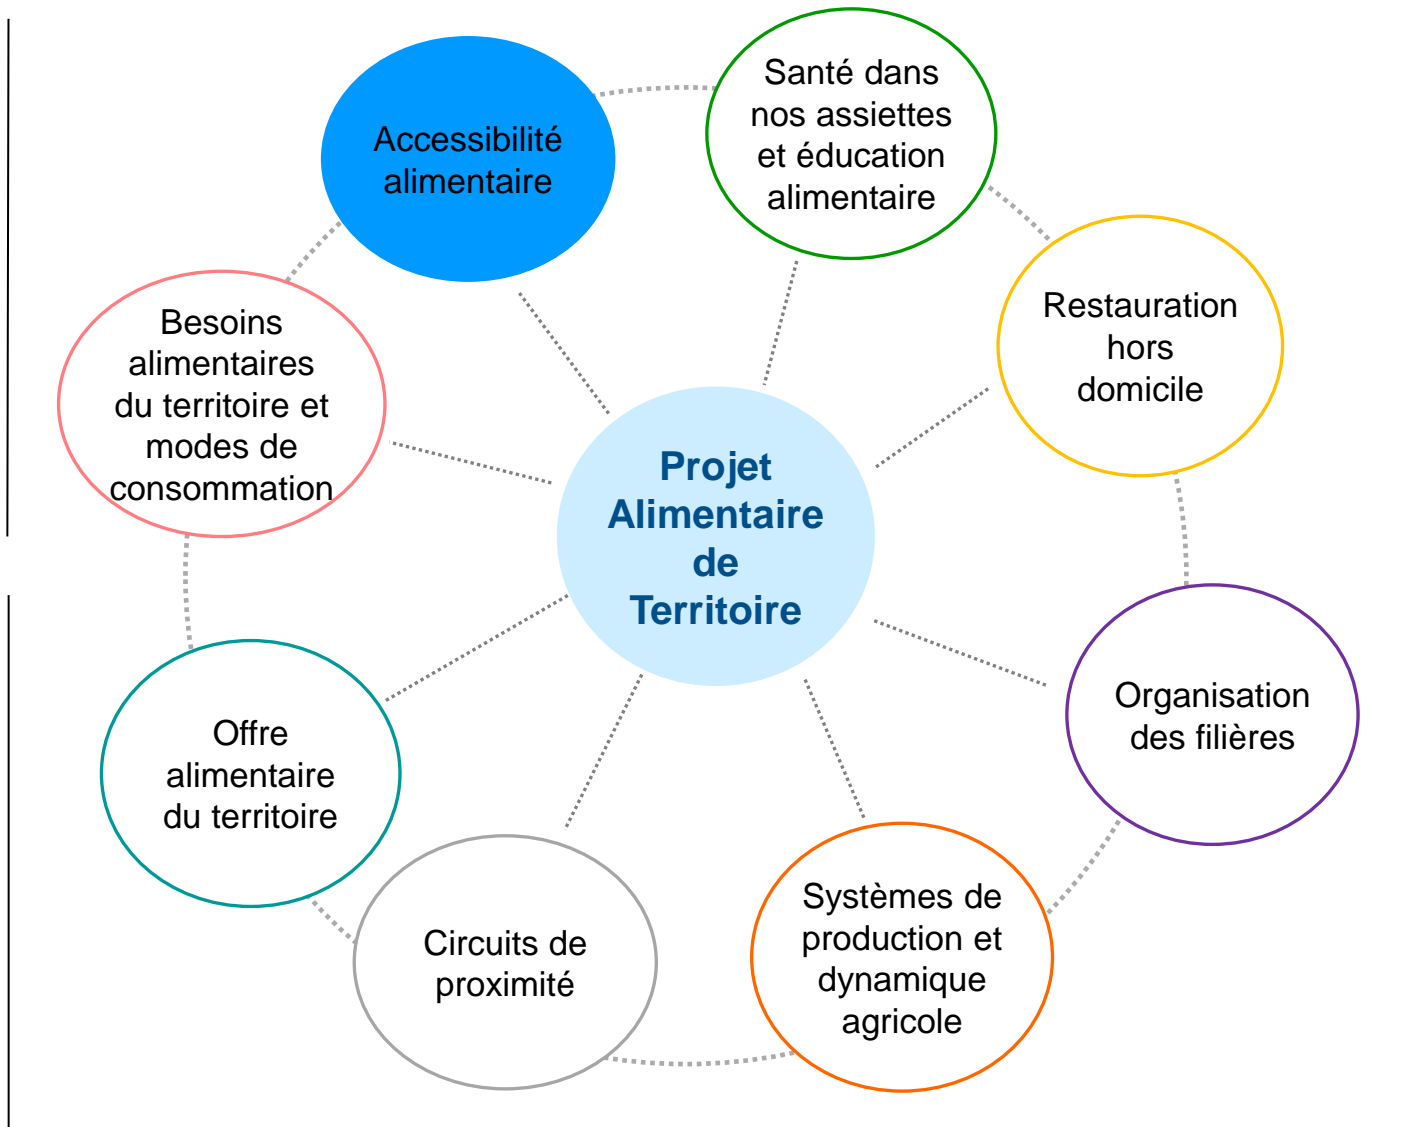 Accessibilité
alimentaire
Santé dans
nos assiettes
et éducation
alimentaire
Restauration
hors
domicile
Besoins
alimentaires
du territoire et
modes de
consommation
Projet
Alimentaire
de
Territoire
Organisation
des filières
Offre
alimentaire
du territoire
Circuits de
proximité
Systèmes de
production et
dynamique
agricole